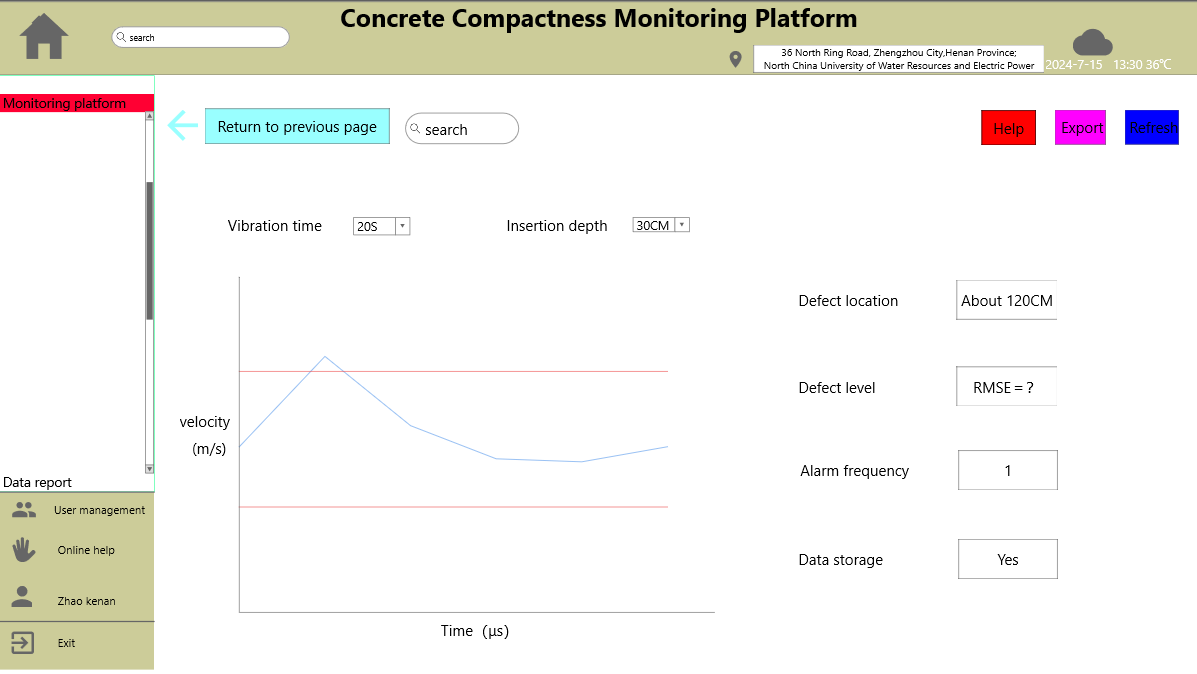 Concrete Compactness Monitoring Platform
search
36 North Ring Road, Zhengzhou City,Henan Province;
North China University of Water Resources and Electric Power
2024-7-15 13:30 36℃
Monitoring platform
Return to previous page
search
Help
Export
Refresh
Vibration time
20S
Insertion depth
30CM
Defect location
About 120CM
Defect level
RMSE = ?
velocity
(m/s)
Alarm frequency
1
Data report
User management
Online help
Data storage
Yes
Zhao kenan
Time (μs)
Exit